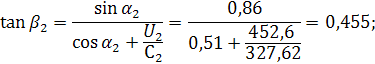 tan β₂ = sin α₂ / (cos α₂ + U₂/C₂) = 0,86 / (0,51 + 452,6/327,62) = 0,455;